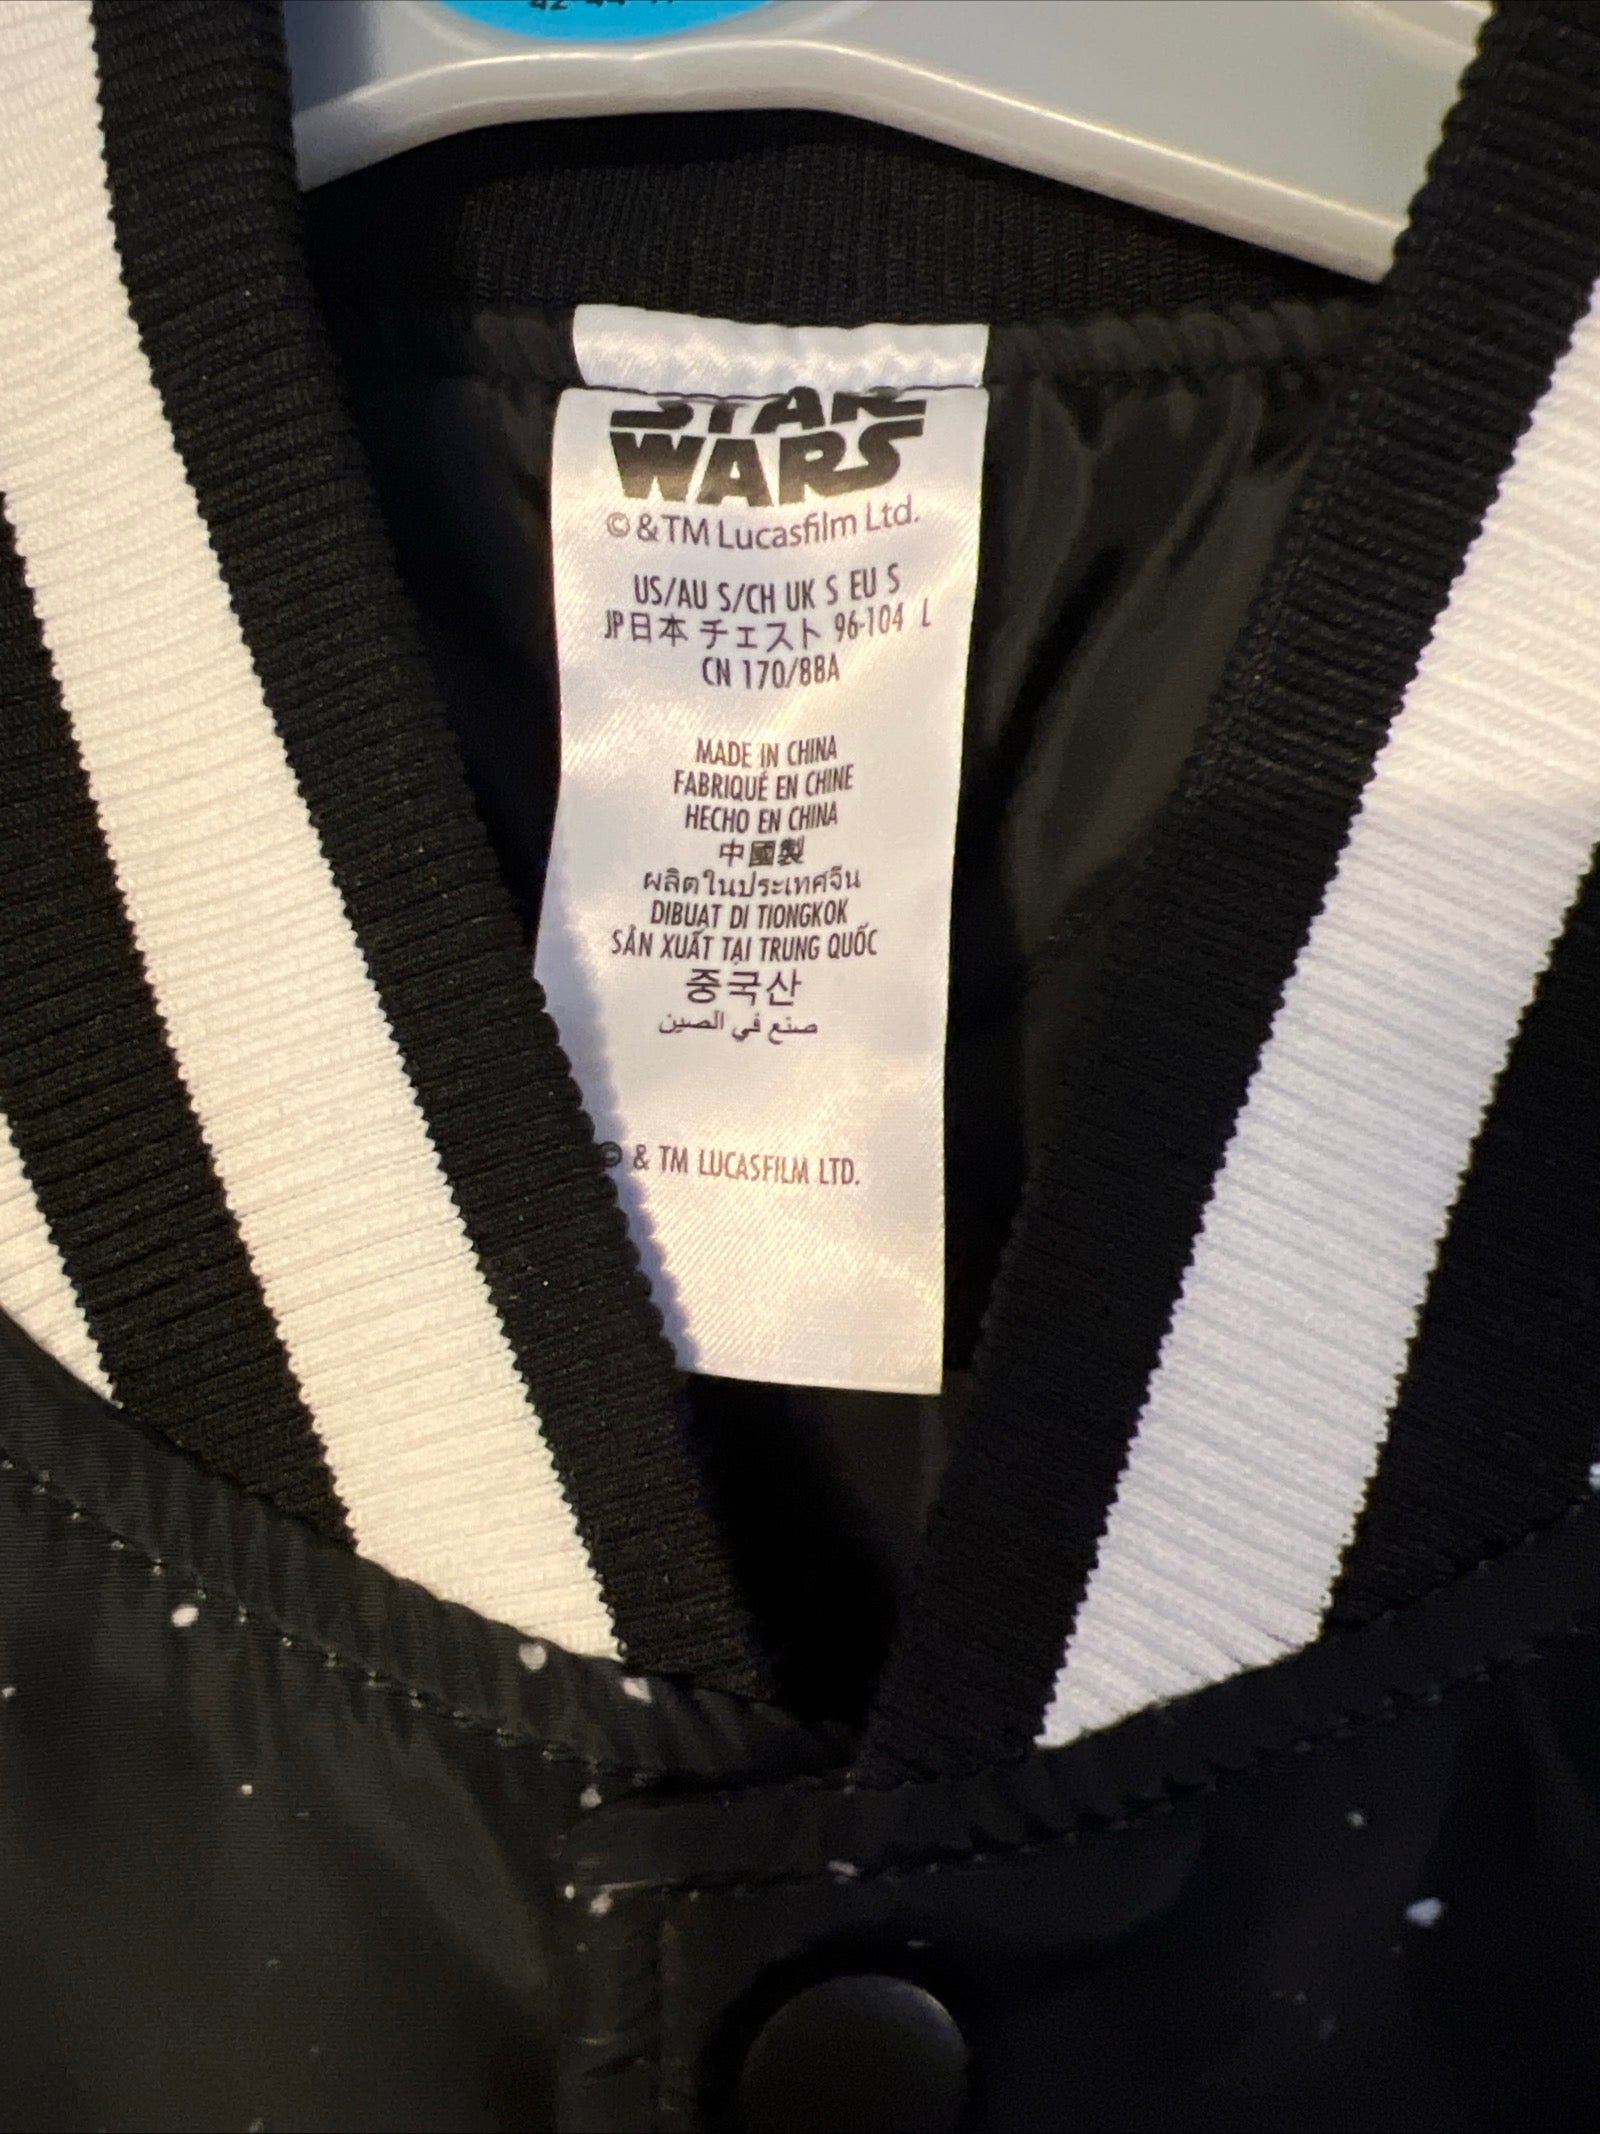 42-44
STAR
WARS
© & TM Lucasfilm Ltd.
US/AU S/CH UK S EU S
JP日本 チェスト 96-104 L
CN 170/88A
MADE IN CHINA
FABRIQUÉ EN CHINE
HECHO EN CHINA
中國製
ผลิตในประเทศจีน
DIBUAT DI TIONGKOK
SẢN XUẤT TẠI TRUNG QUỐC
중국산
صنع في الصين
© & TM LUCASFILM LTD.